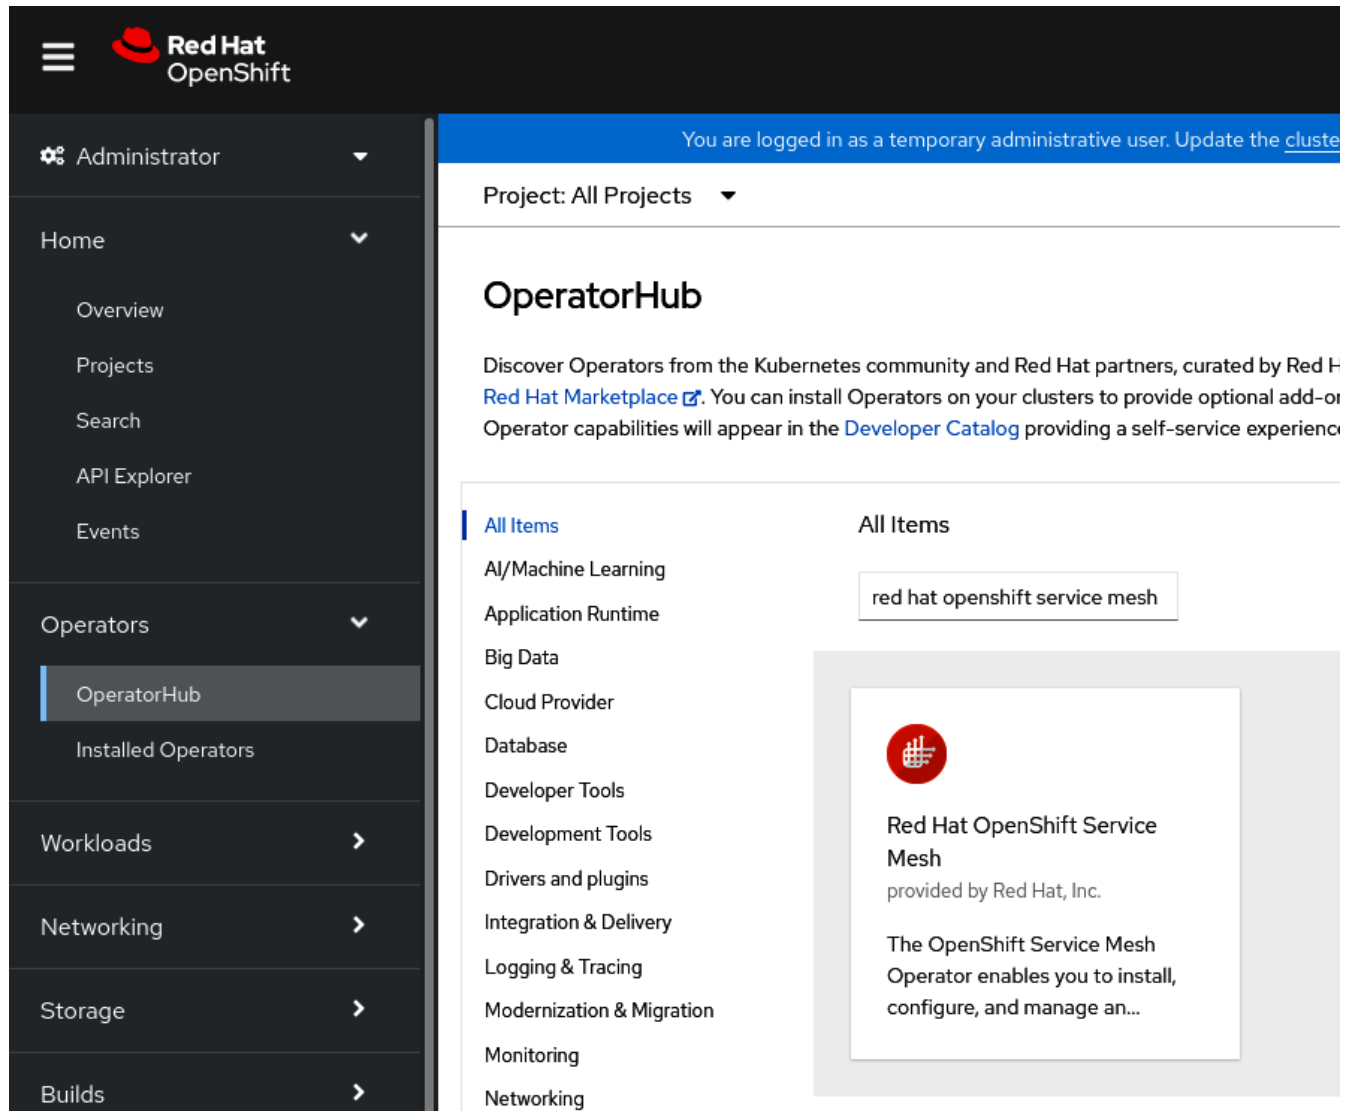 Red Hat
OpenShift
Administrator
Home
Overview
Projects
Search
API Explorer
Events
Operators
OperatorHub
Installed Operators
Workloads
Networking
Storage
Builds
You are logged in as a temporary administrative user. Update the cluste
Project: All Projects
OperatorHub
Discover Operators from the Kubernetes community and Red Hat partners, curated by Red H
Red Hat Marketplace. You can install Operators on your clusters to provide optional add-or
Operator capabilities will appear in the Developer Catalog providing a self-service experienc
All Items
AI/Machine Learning
Application Runtime
Big Data
Cloud Provider
Database
Developer Tools
Development Tools
Drivers and plugins
Integration & Delivery
Logging & Tracing
Modernization & Migration
Monitoring
Networking
All Items
red hat openshift service mesh
Red Hat OpenShift Service
Mesh
provided by Red Hat, Inc.
The OpenShift Service Mesh
Operator enables you to install,
configure, and manage an...